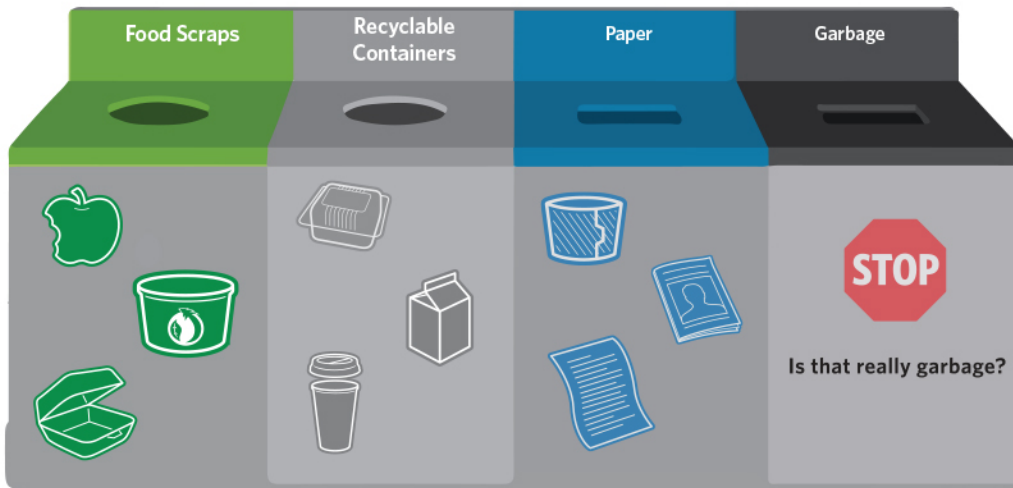 Food Scraps
Recyclable
Containers
Paper
Garbage
STOP
Is that really garbage?